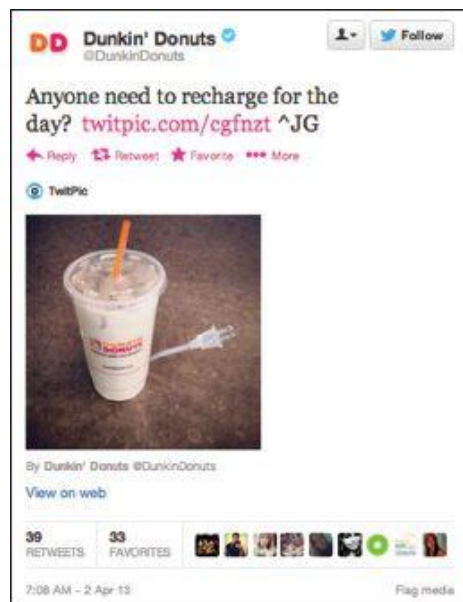 DD Dunkin' Donuts
Follow
@DunkinDonuts
Anyone need to recharge for the
day? twitpic.com/cgfnzt ^JG
Reply Retweet Favorite More
TwitPic
DUNKIN'
DONUTS
By Dunkin' Donuts @DunkinDonuts
View on web
39
RETWEETS
33
FAVORITES
7:08 AM - 2 Apr 13
Flag media